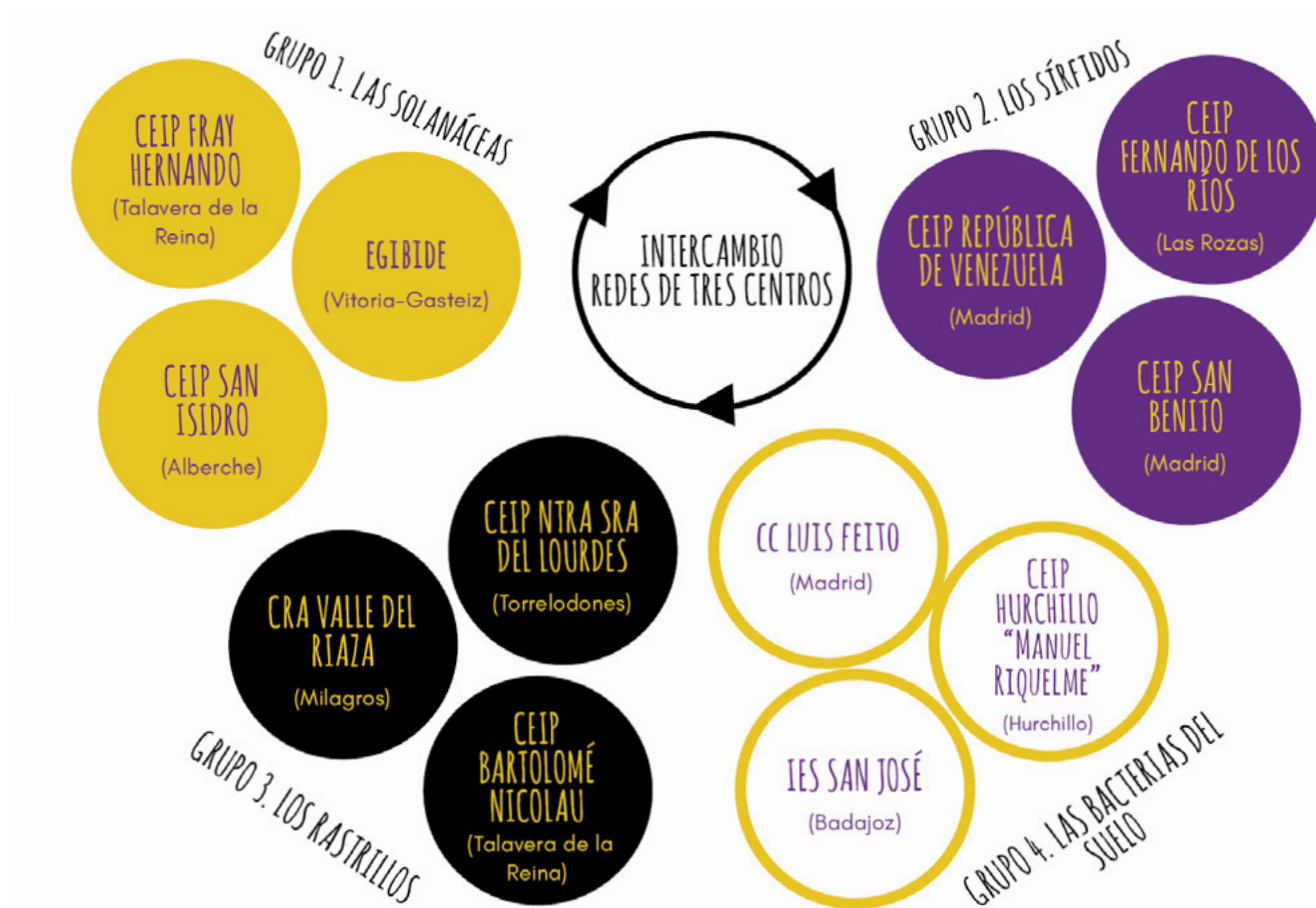 GRUPO 1. LAS SOLANÁCEAS
CEIP FRAY
HERNANDO
(Talavera de la
Reina)
EGIBIDE
(Vitoria-Gasteiz)
CEIP SAN
ISIDRO
(Alberche)
INTERCAMBIO
REDES DE TRES CENTROS
GRUPO 2. LOS SÍRFIDOS
CEIP
FERNANDO DE LOS
RÍOS
(Las Rozas)
CEIP REPÚBLICA
DE VENEZUELA
(Madrid)
CEIP SAN
BENITO
(Madrid)
CEIP NTRA SRA
DEL LOURDES
(Torrelodones)
CRA VALLE DEL
RIAZA
(Milagros)
CEIP
BARTOLOMÉ
NICOLAU
(Talavera de la
Reina)
GRUPO 3. LOS RASTRILLOS
CC LUIS FEITO
(Madrid)
CEIP
HURCHILLO
“MANUEL
RIQUELME”
(Hurchillo)
IES SAN JOSÉ
(Badajoz)
GRUPO 4. LAS BACTERIAS DEL
SUELO